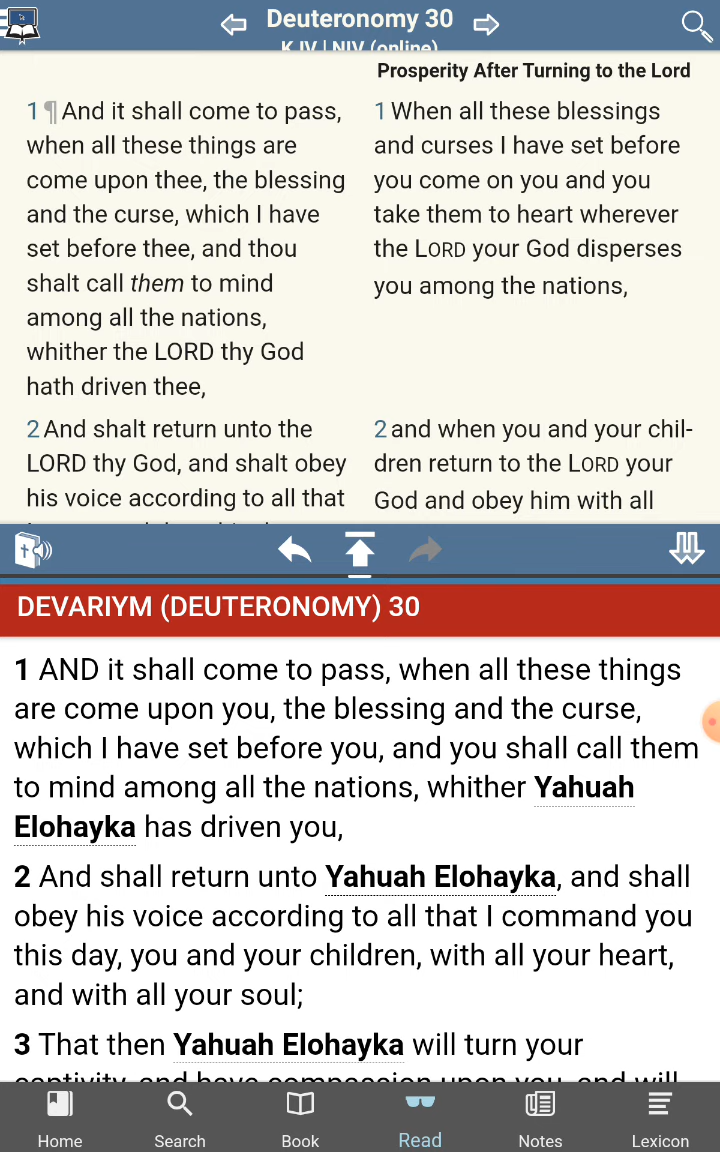 Deuteronomy 30
KJV | NIV (online)
Prosperity After Turning to the Lord
1 ¶ And it shall come to pass,
when all these things are
come upon thee, the blessing
and the curse, which I have
set before thee, and thou
shalt call them to mind
among all the nations,
whither the LORD thy God
hath driven thee,
1 When all these blessings
and curses I have set before
you come on you and you
take them to heart wherever
the LORD your God disperses
you among the nations,
2 And shalt return unto the
LORD thy God, and shalt obey
his voice according to all that
2 and when you and your chil-
dren return to the LORD your
God and obey him with all
DEVARIYM (DEUTERONOMY) 30
1 AND it shall come to pass, when all these things
are come upon you, the blessing and the curse,
which I have set before you, and you shall call them
to mind among all the nations, whither Yahuah
Elohayka has driven you,
2 And shall return unto Yahuah Elohayka, and shall
obey his voice according to all that I command you
this day, you and your children, with all your heart,
and with all your soul;
3 That then Yahuah Elohayka will turn your
captivity, and have compassion upon you, and will
Home
Search
Book
Read
Notes
Lexicon